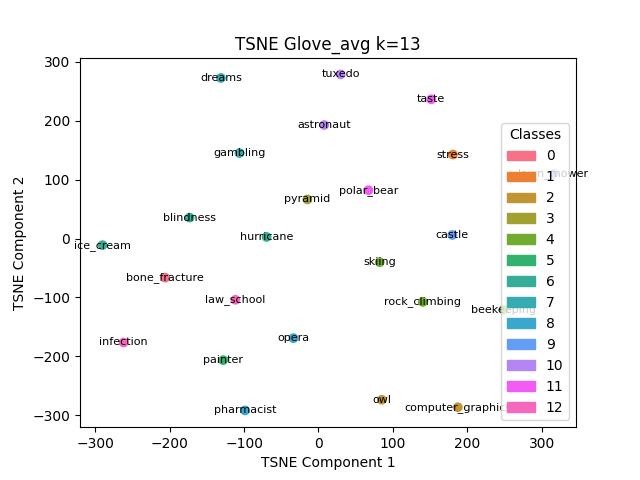 TSNE Glove_avg k=13
TSNE Component 2
300
200
100
0
−100
−200
−300
−300
−200
−100
0
100
200
300
TSNE Component 1
dreams
tuxedo
taste
astronaut
gambling
stress
polar_bear
pyramid
blindness
hurricane
castle
ice_cream
skiing
bone_fracture
law_school
rock_climbing
beekeeping
opera
infection
painter
owl
pharmacist
Classes
0
1
2
3
4
5
6
7
8
9
10
11
12